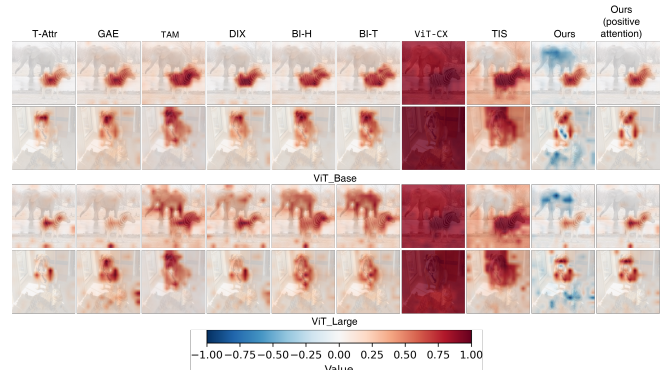 Ours
(positive
attention)
T-Attr GAE TAM DIX BI-H BI-T ViT-CX TIS Ours
ViT_Base
ViT_Large
−1.00 −0.75 −0.50 −0.25 0.00 0.25 0.50 0.75 1.00
Value